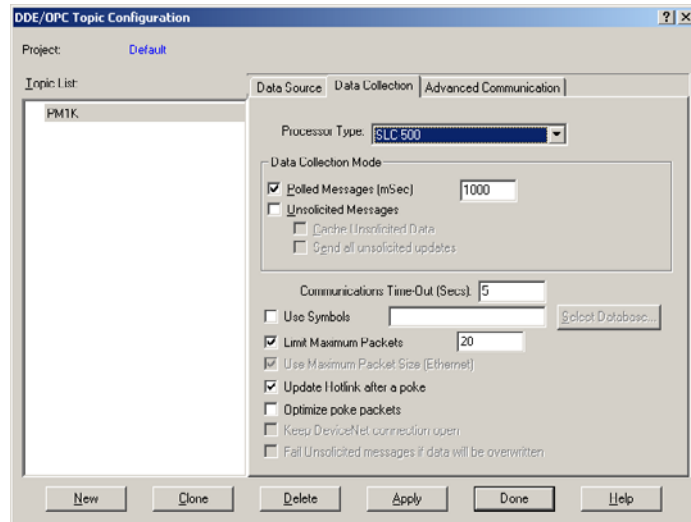 DDE/OPC Topic Configuration
Project: Default
Topic List:
PM1K
Data Source Data Collection Advanced Communication
Processor Type: SLC 500
Data Collection Mode
Polled Messages (mSec) 1000
Unsolicited Messages
Cache Unsolicited Data
Send all unsolicited updates
Communications Time-Out (Secs): 5
Use Symbols Select Database...
Limit Maximum Packets 20
Use Maximum Packet Size (Ethernet)
Update Hotlink after a poke
Optimize poke packets
Keep DeviceNet connection open
Fail Unsolicited messages if data will be overwritten
New Clone Delete Apply Done Help